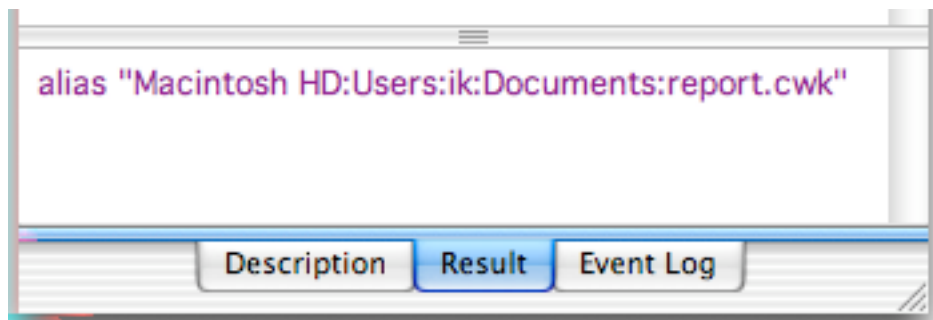 alias "Macintosh HD:Users:ik:Documents:report.cwk"
Description Result Event Log